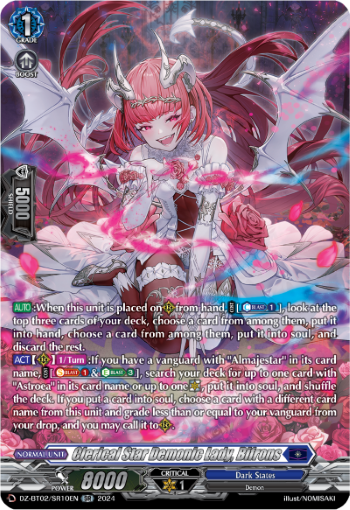 1
GRADE
BOOST
5000
SHIELD
AUTO:When this unit is placed on R from hand, COST [C BLAST 1], look at the
top three cards of your deck, choose a card from among them, put it
into hand, choose a card from among them, put it into soul, and
discard the rest.
ACT R 1/Turn :If you have a vanguard with "Almajestar" in its card
name, COST [S BLAST 1 & E BLAST 3], search your deck for up to one card with
"Astroea" in its card name or up to one, put it into soul, and shuffle
the deck. If you put a card into soul, choose a card with a different card
name from this unit and grade less than or equal to your vanguard from
your drop, and you may call it to R.
NORMAL UNIT
Clerical Star Demonic lady, Bifrons
POWER 8000
CRITICAL
1
Dark States
Demon
DZ-BT02/SR10EN SR 2024
illust/NOMISAKI